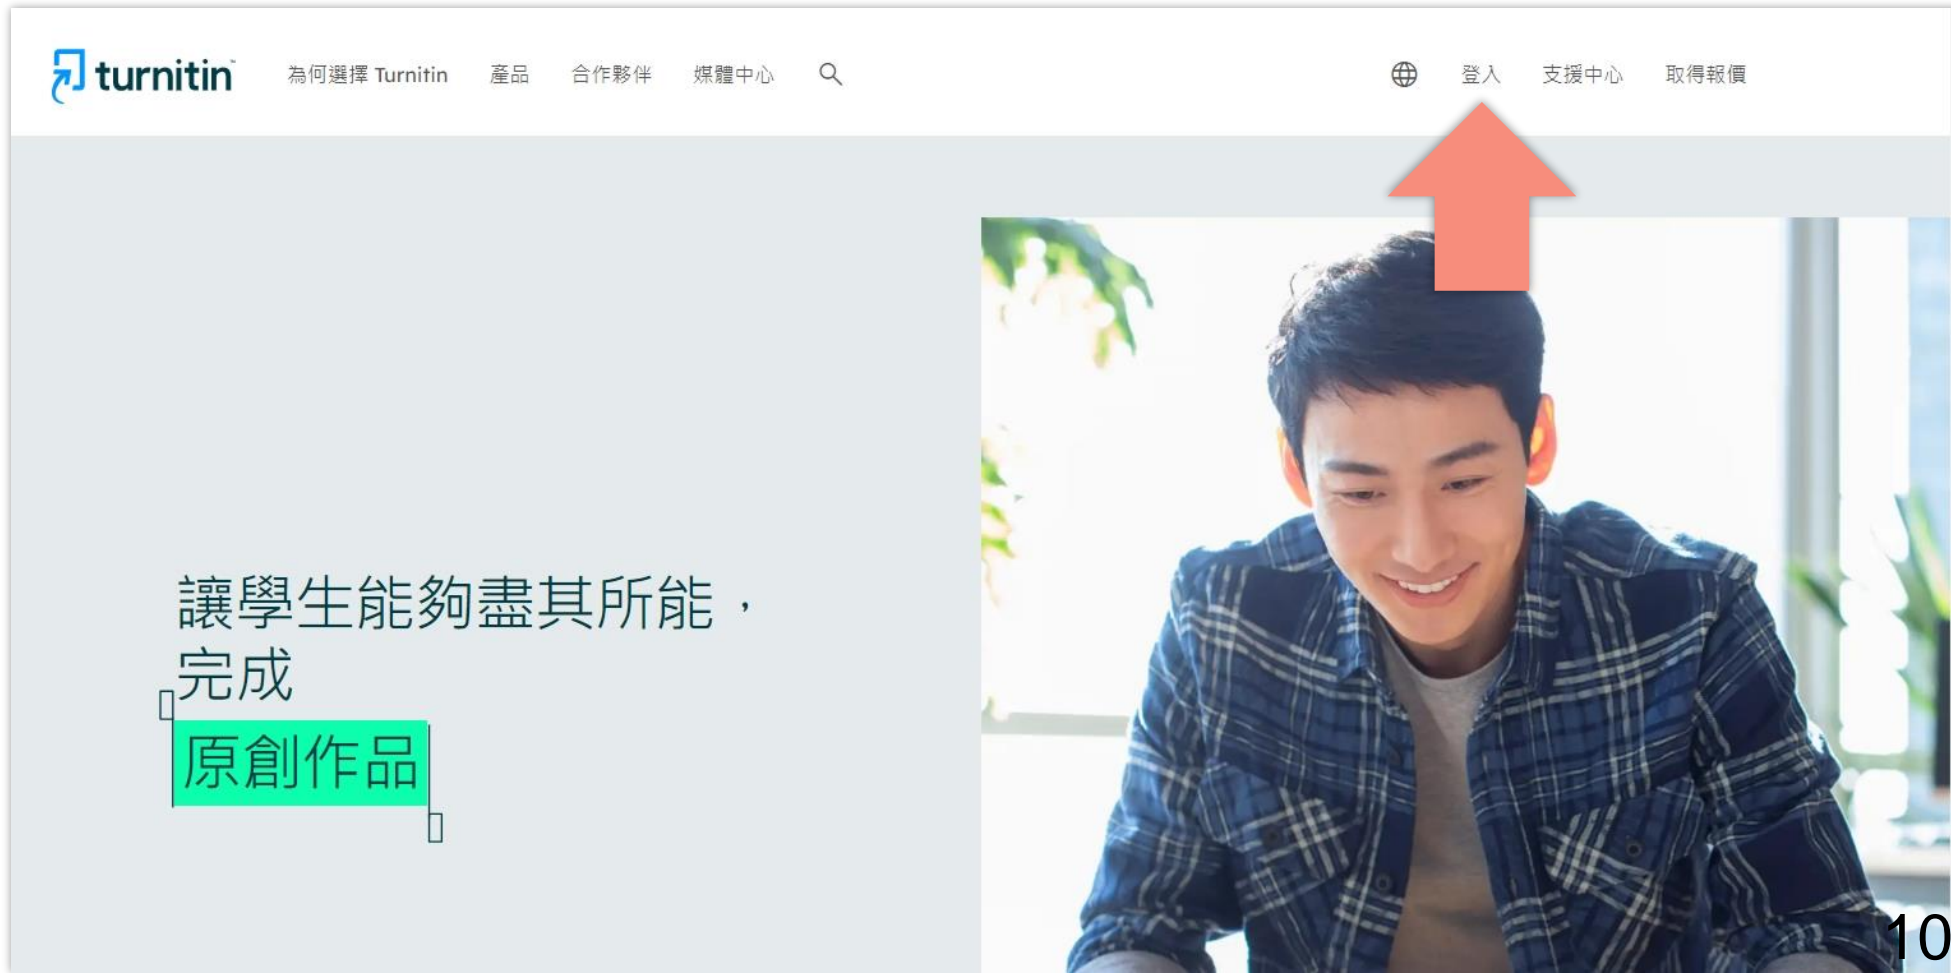 turnitin 為何選擇 Turnitin 產品 合作夥伴 媒體中心 登入 支援中心 取得報價
讓學生能夠盡其所能，
完成
原創作品
10